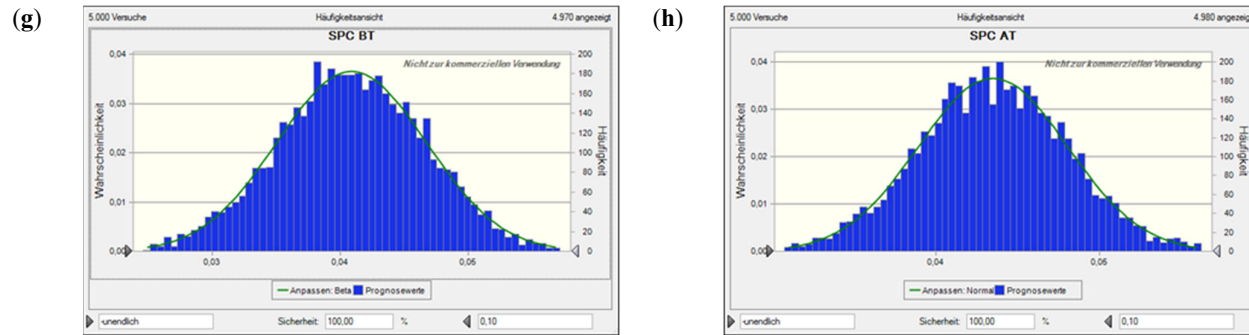 (g)
5.000 Versuche Häufigkeitsansicht 4.970 angezeigt
SPC BT
Nicht zur kommerziellen Verwendung
Wahrscheinlichkeit
0,04
0,03
0,02
0,01
0,00
200
180
160
140
120
100
80
60
40
20
0
Häufigkeit
0,03 0,04 0,05
Anpassen: Beta Prognosewerte
-unendlich Sicherheit: 100,00 % 0,10
(h)
5.000 Versuche Häufigkeitsansicht 4.980 angezeigt
SPC AT
Nicht zur kommerziellen Verwendung
Wahrscheinlichkeit
0,04
0,03
0,02
0,01
0,00
200
180
160
140
120
100
80
60
40
20
0
Häufigkeit
0,04 0,05
Anpassen: Normal Prognosewerte
-unendlich Sicherheit: 100,00 % 0,10